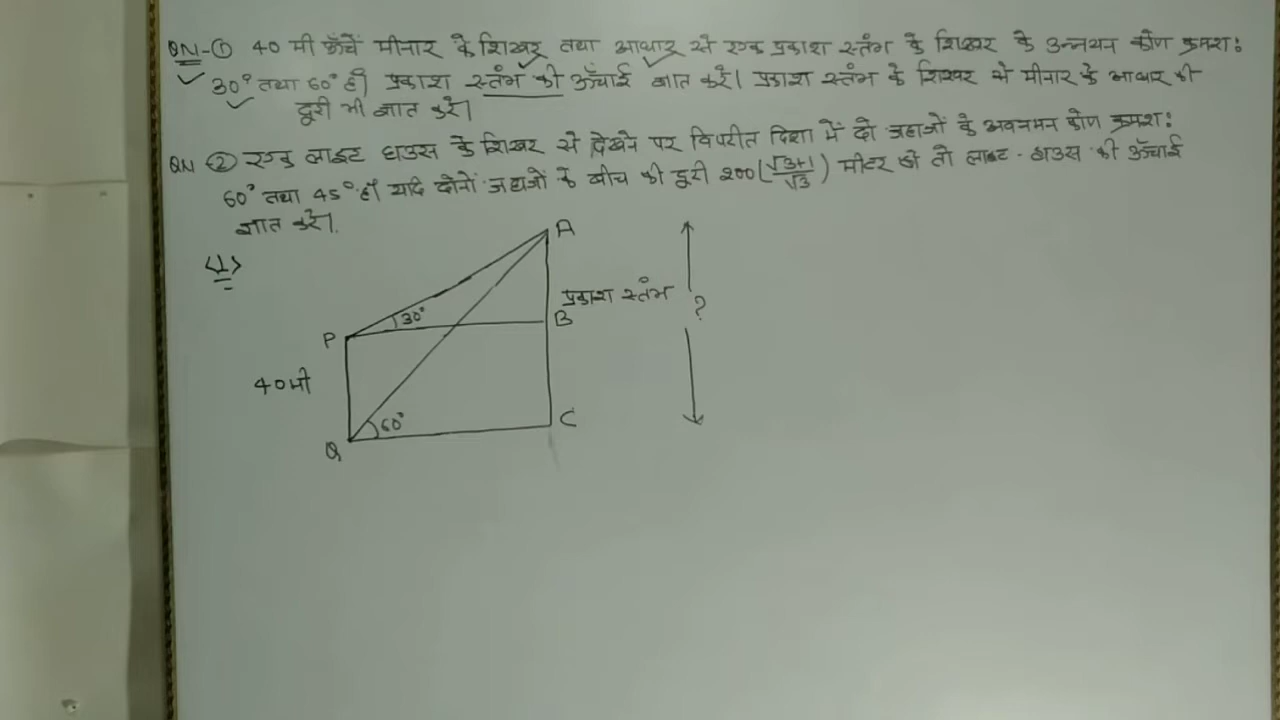 QN-① 40 मी ऊँचें मीनार के शिखर तथा आधार से एक प्रकाश स्तंभ के शिखर के उन्नयन कोण क्रमश:
30° तथा 60° है। प्रकाश स्तंभ की ऊँचाई ज्ञात करें। प्रकाश स्तंभ के शिखर से मीनार के आधार की
दूरी भी ज्ञात करें।
QN ② एक लाइट हाउस के शिखर से देखने पर विपरीत दिशा में दो जहाजों के अवनमन कोण क्रमश:
60° तथा 45° है। यदि दोनों जहाजों के बीच की दूरी 200(√3+1/√3) मीटर हो तो लाइट-हाउस की ऊँचाई
ज्ञात करें।
<1>
A
प्रकाश स्तंभ
?
30°
B
P
40मी
60°
C
Q